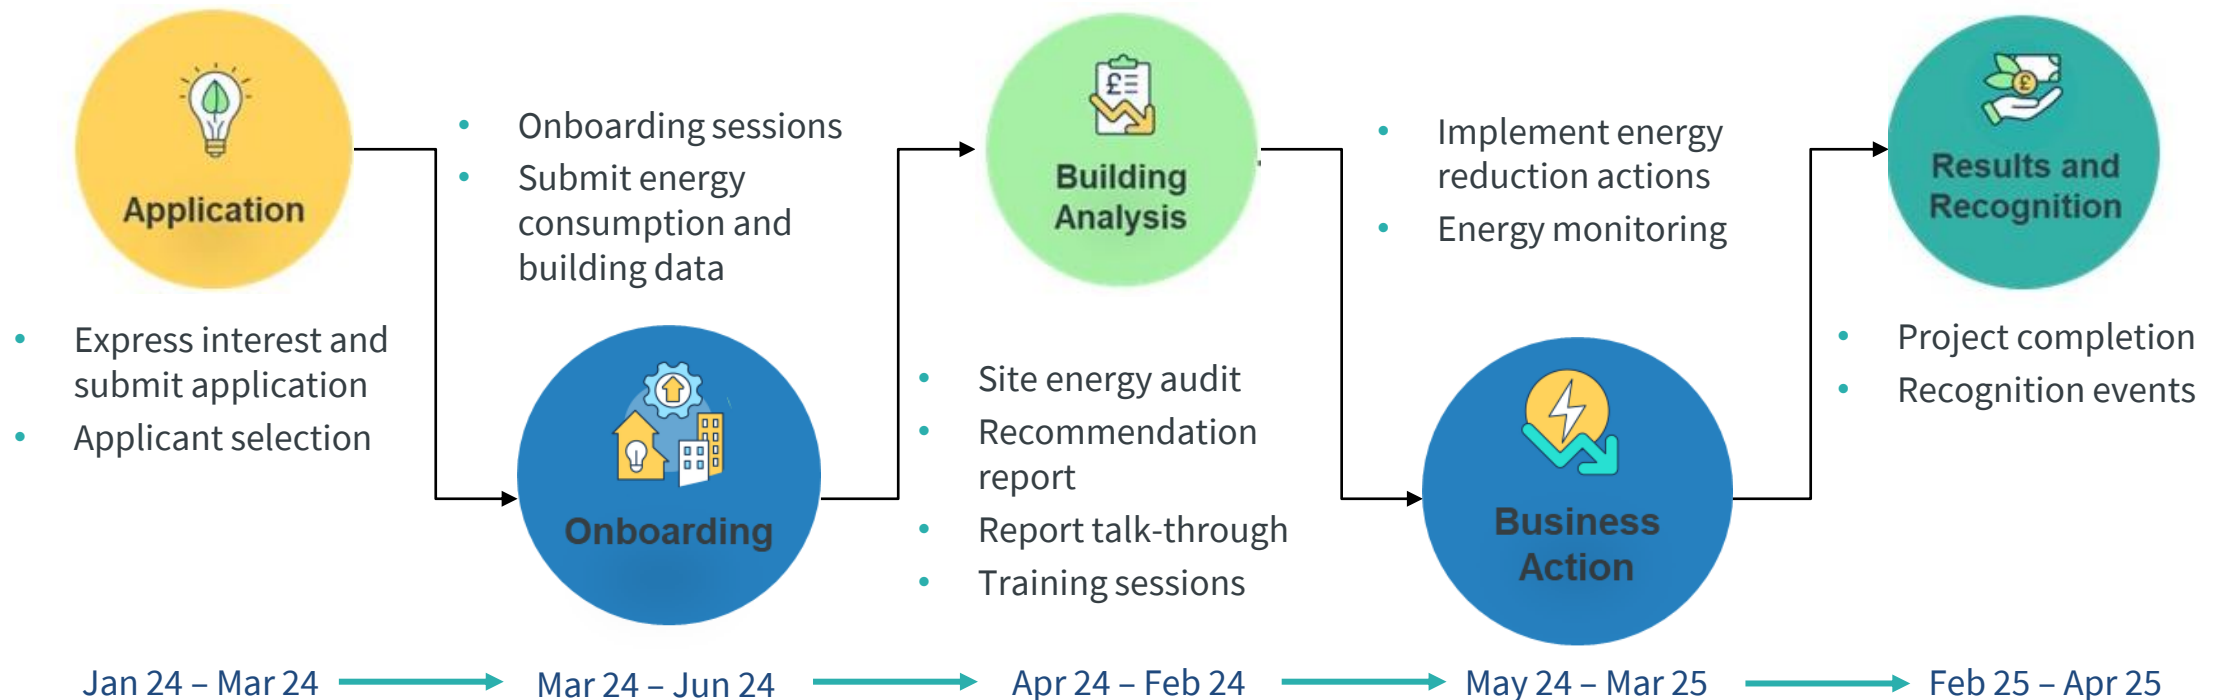 Application
• Express interest and
submit application
• Applicant selection
• Onboarding sessions
• Submit energy
consumption and
building data
Onboarding
£
Building
Analysis
• Site energy audit
• Recommendation
report
• Report talk-through
• Training sessions
• Implement energy
reduction actions
• Energy monitoring
Business
Action
£
Results and
Recognition
• Project completion
• Recognition events
Jan 24 – Mar 24
Mar 24 – Jun 24
Apr 24 – Feb 24
May 24 – Mar 25
Feb 25 – Apr 25